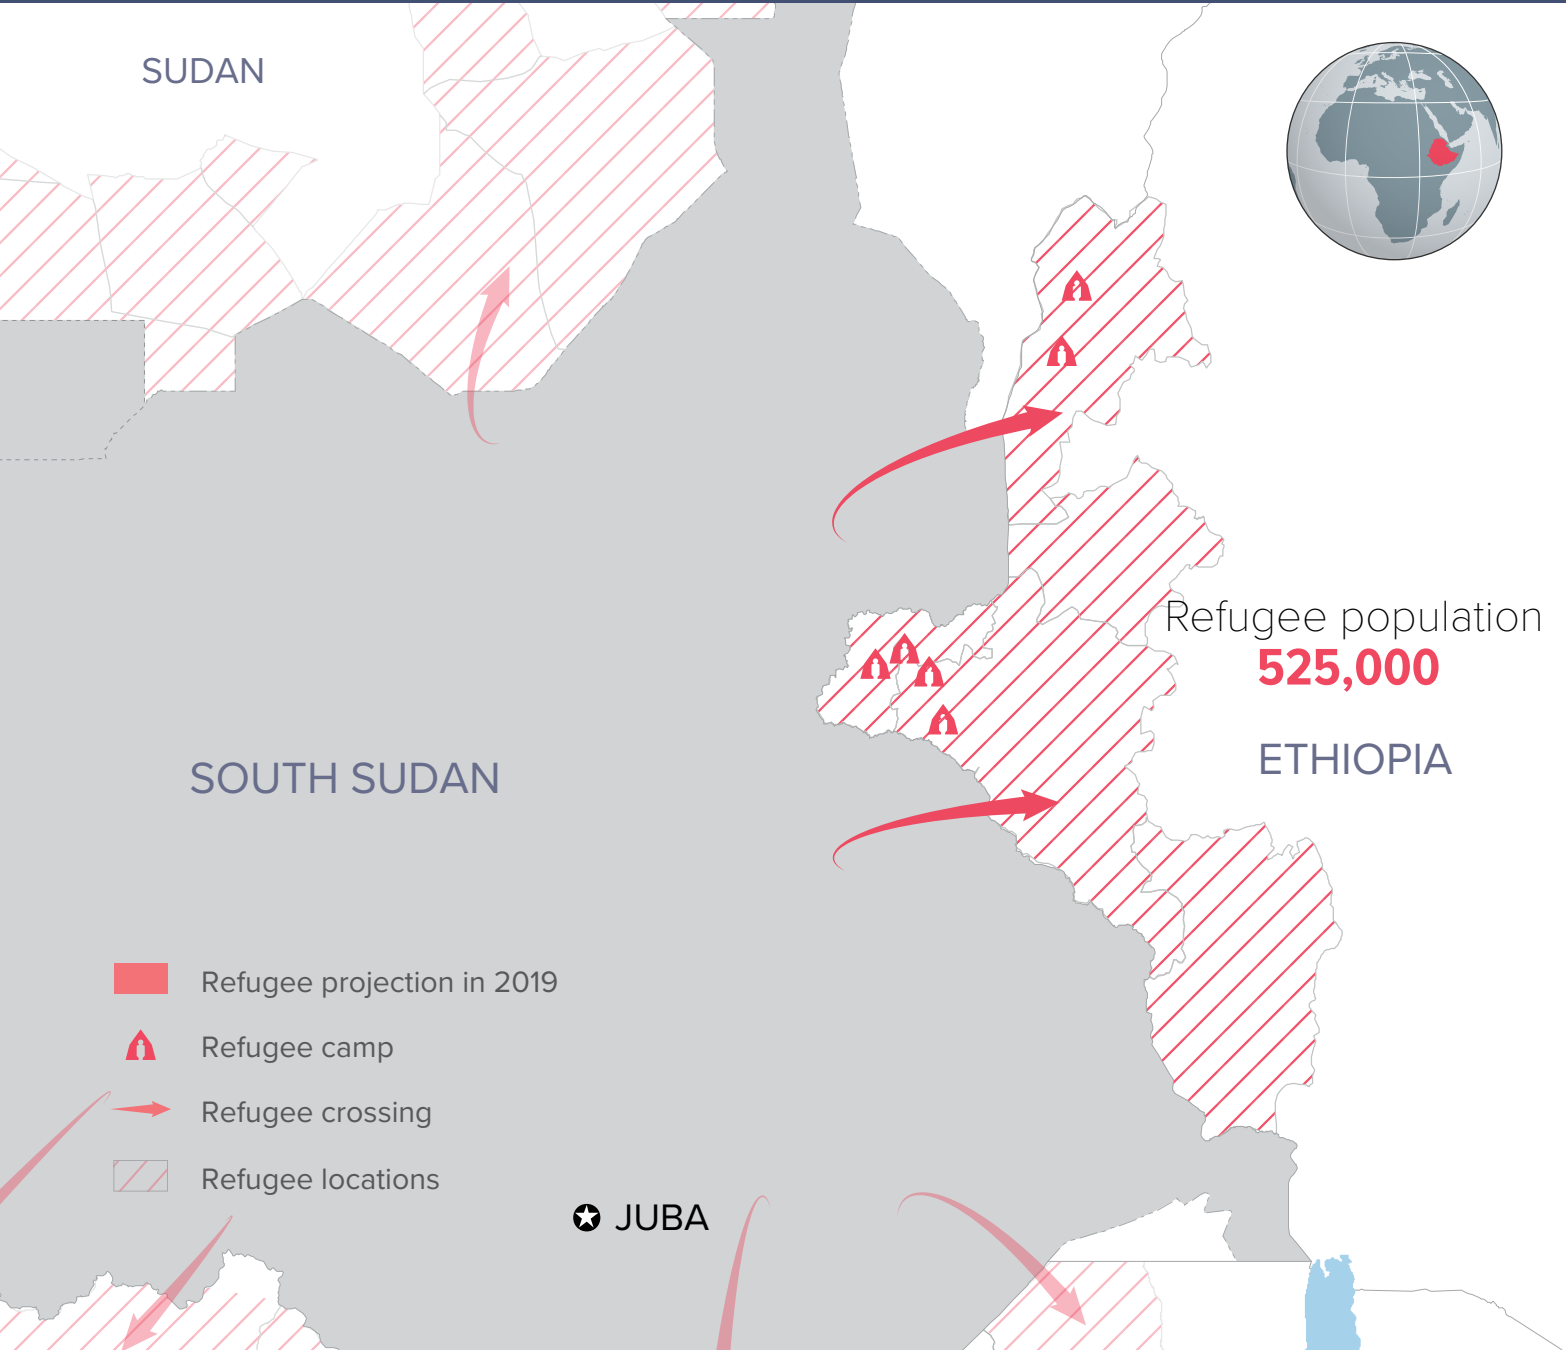 SUDAN
Refugee population
525,000
ETHIOPIA
SOUTH SUDAN
Refugee projection in 2019
Refugee camp
Refugee crossing
Refugee locations
JUBA